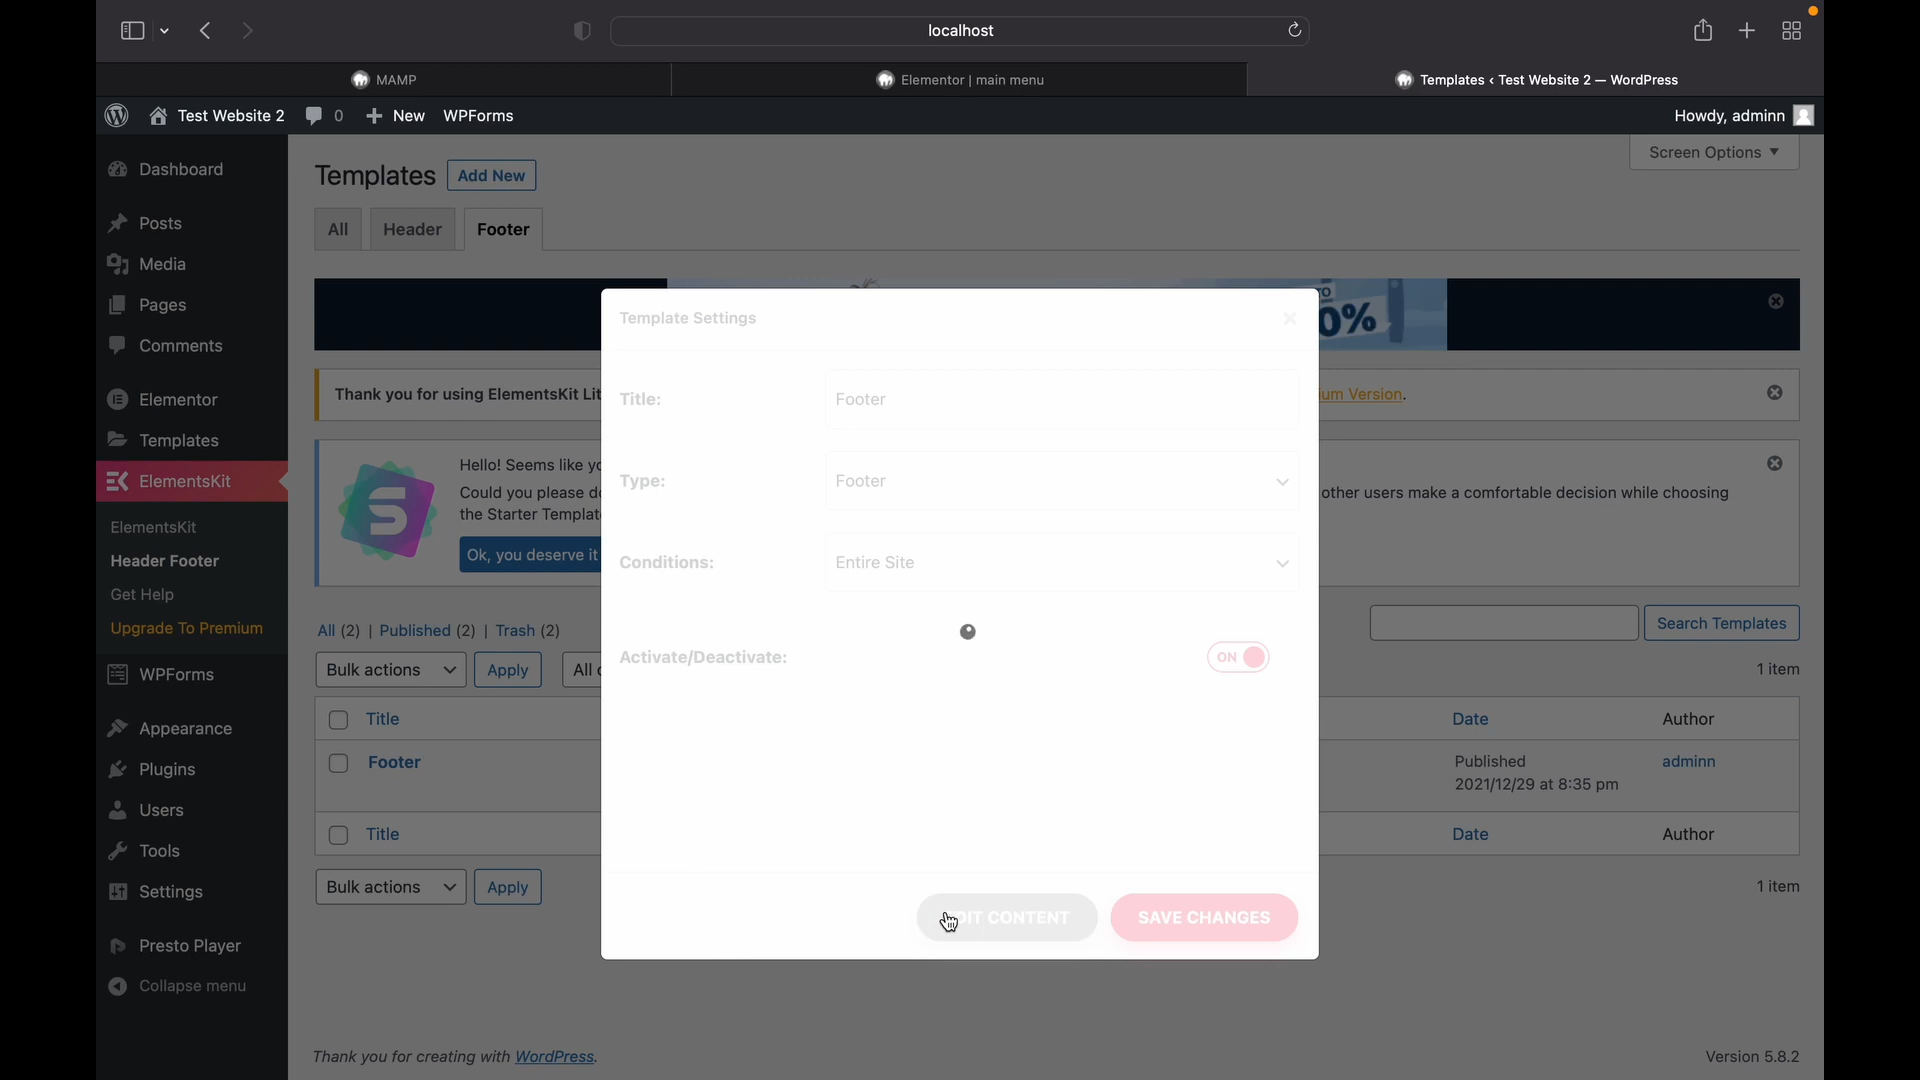 localhost
MAMP
Elementor | main menu
Templates ‹ Test Website 2 — WordPress
Test Website 2
0
New
WPForms
Howdy, adminn
Dashboard
Posts
Media
Pages
Comments
Elementor
Templates
ElementsKit
ElementsKit
Header Footer
Get Help
Upgrade To Premium
WPForms
Appearance
Plugins
Users
Tools
Settings
Presto Player
Collapse menu
Templates
Add New
Screen Options
All
Header
Footer
0%
Thank you for using ElementsKit Lit
Version.
Hello! Seems like
Could you please
other users make a comfortable decision while choosing
the Starter
Ok, you deserve it
All (2) | Published (2) | Trash (2)
Search Templates
Bulk actions
Apply
All
1 item
Title
Date
Author
Footer
Published
2021/12/29 at 8:35 pm
adminn
Title
Date
Author
Bulk actions
Apply
1 item
Template Settings
Title:
Footer
Type:
Footer
Conditions:
Entire Site
Activate/Deactivate:
ON
CONTENT
SAVE CHANGES
Thank you for creating with WordPress.
Version 5.8.2